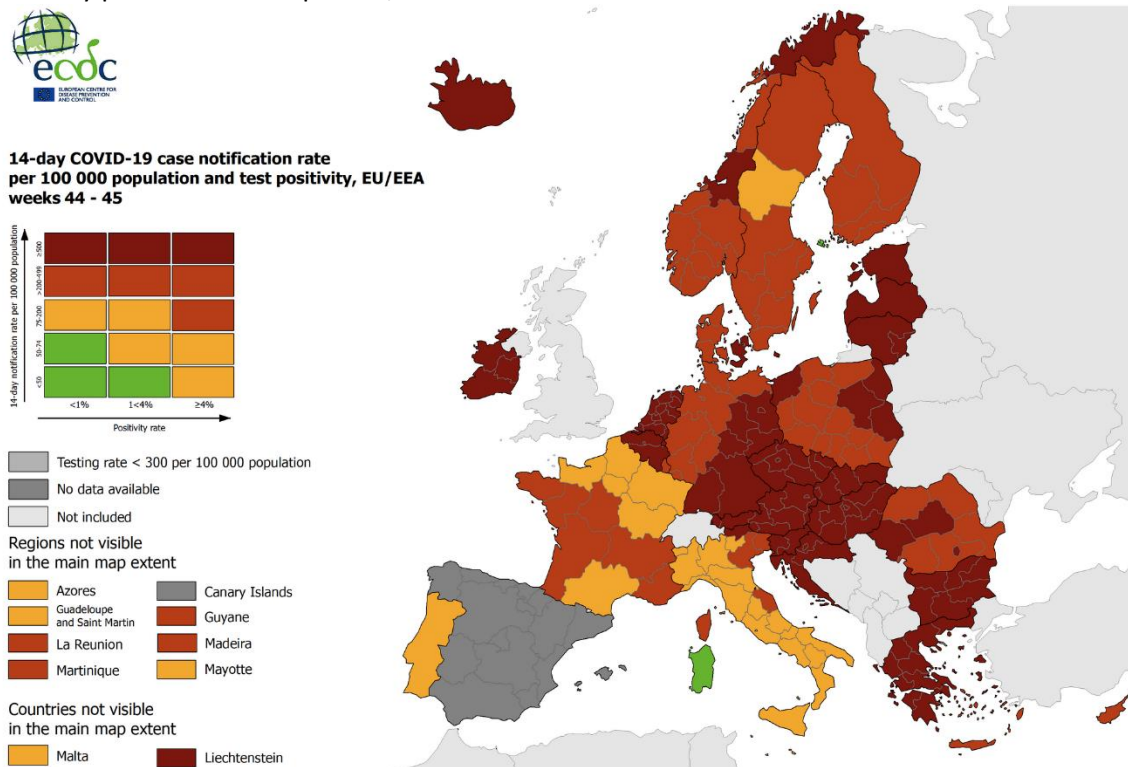 ecdc
EUROPEAN CENTRE FOR
DISEASE PREVENTION
AND CONTROL
14-day COVID-19 case notification rate
per 100 000 population and test positivity, EU/EEA
weeks 44 - 45
14-day notification rate per 100 000 population
≥500
>200-499
75-200
50-74
<50
<1%
1<4%
≥4%
Positivity rate
Testing rate < 300 per 100 000 population
No data available
Not included
Regions not visible
in the main map extent
Azores
Canary Islands
Guadeloupe
and Saint Martin
Guyane
La Reunion
Madeira
Martinique
Mayotte
Countries not visible
in the main map extent
Malta
Liechtenstein